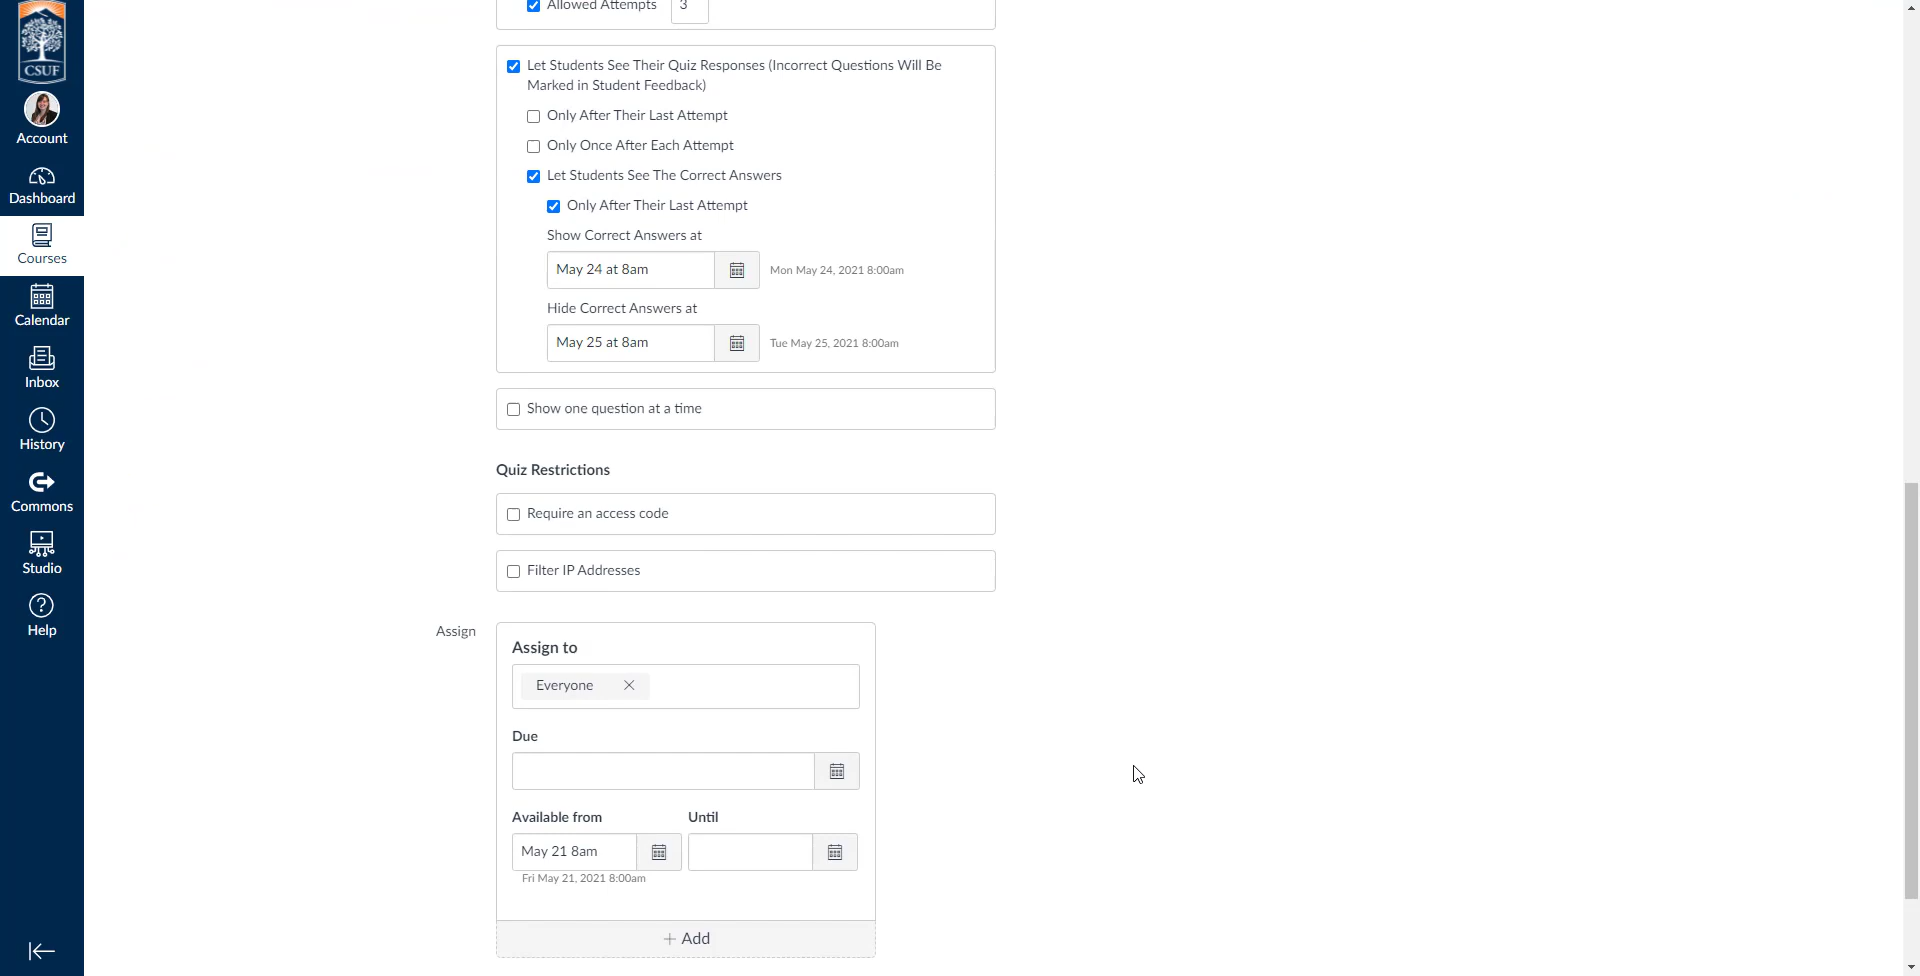 CSUF
Account
Dashboard
Courses
Calendar
Inbox
History
Commons
Studio
Help
Allowed Attempts 3
Let Students See Their Quiz Responses (Incorrect Questions Will Be
Marked in Student Feedback)
Only After Their Last Attempt
Only Once After Each Attempt
Let Students See The Correct Answers
Only After Their Last Attempt
Show Correct Answers at
May 24 at 8am Mon May 24, 2021 8:00am
Hide Correct Answers at
May 25 at 8am Tue May 25, 2021 8:00am
Show one question at a time
Quiz Restrictions
Require an access code
Filter IP Addresses
Assign
Assign to
Everyone
Due
Available from Until
May 21 8am
Fri May 21, 2021 8:00am
+ Add